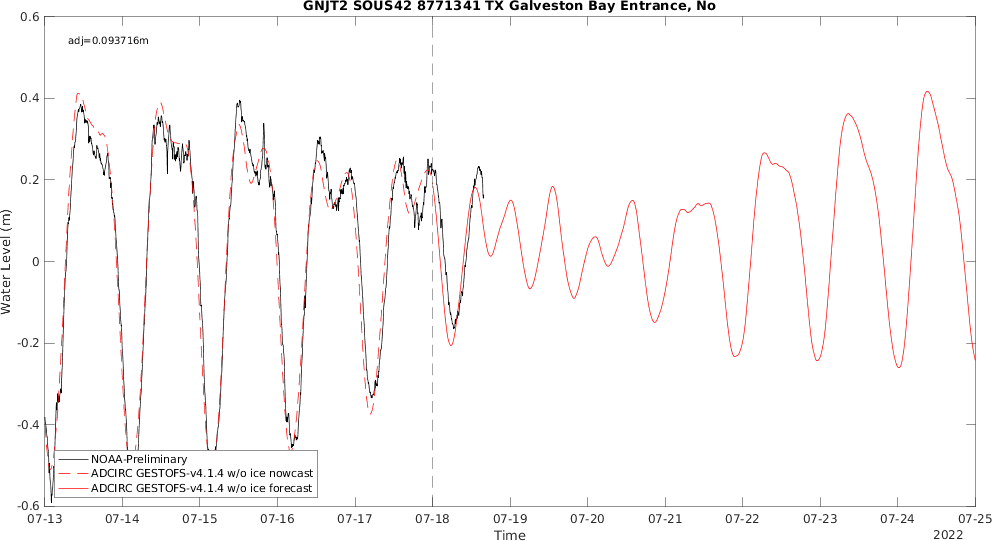 GNJT2 SOUS42 8771341 TX Galveston Bay Entrance, No
adj=0.093716m
0.6
0.4
0.2
0
-0.2
-0.4
-0.6
Water Level (m)
NOAA-Preliminary
ADCIRC GESTOFS-v4.1.4 w/o ice nowcast
ADCIRC GESTOFS-v4.1.4 w/o ice forecast
07-13 07-14 07-15 07-16 07-17 07-18 07-19 07-20 07-21 07-22 07-23 07-24 07-25
Time
2022